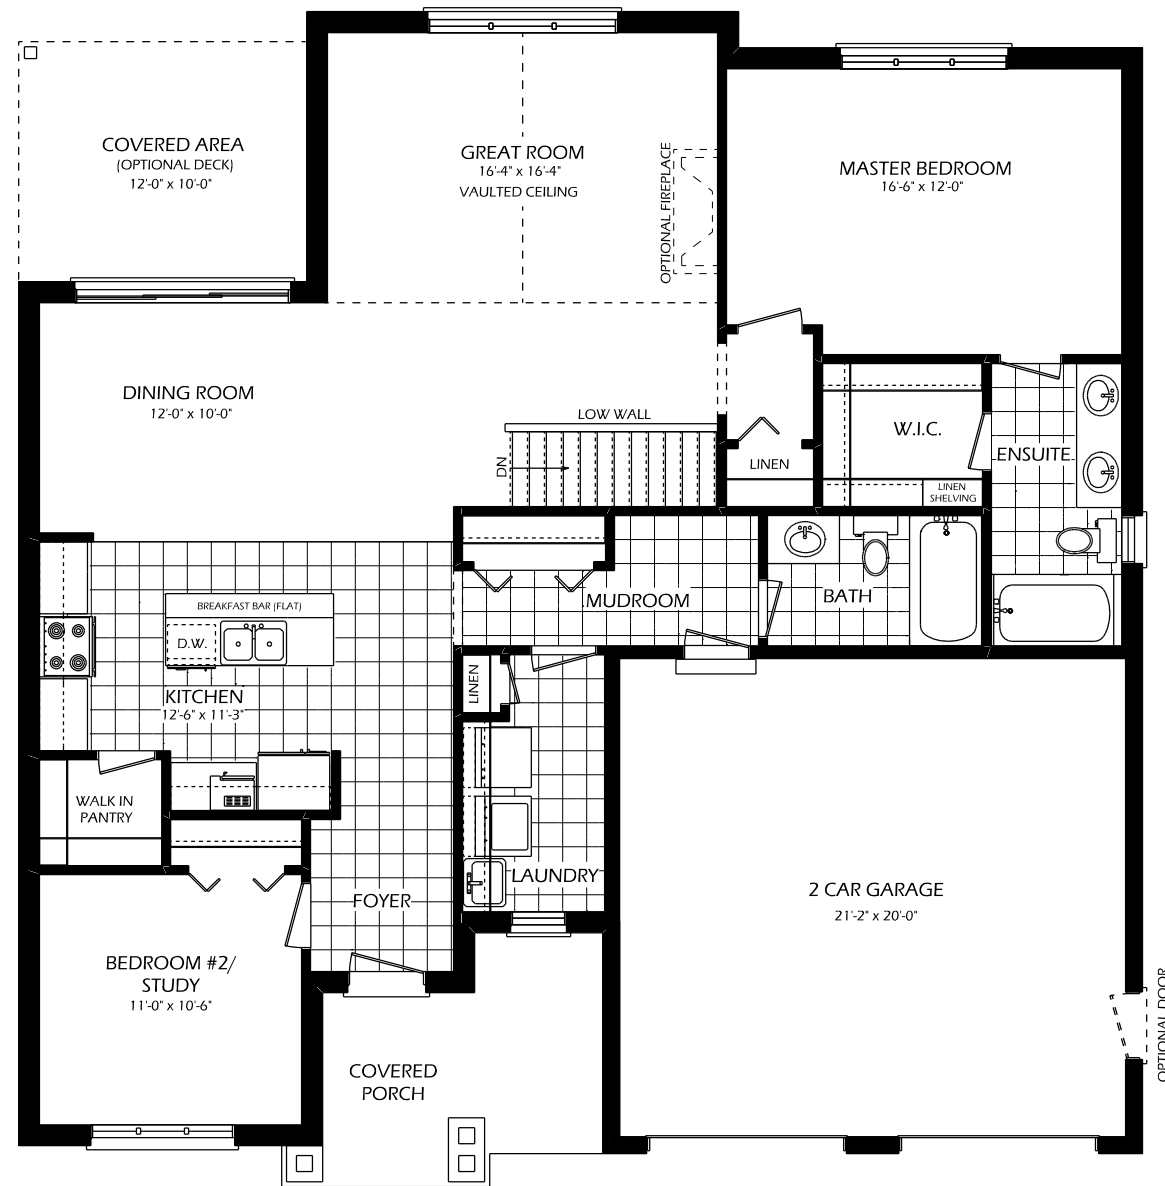 COVERED AREA
(OPTIONAL DECK)
12'-0" x 10'-0"
GREAT ROOM
16'-4" x 16'-4"
VAULTED CEILING
OPTIONAL FIREPLACE
MASTER BEDROOM
16'-6" x 12'-0"
DINING ROOM
12'-0" x 10'-0"
LOW WALL
DN
LINEN
W.I.C.
LINEN
SHELVING
ENSUITE
BREAKFAST BAR (FLAT)
D.W.
KITCHEN
12'-6" x 11'-3"
MUDROOM
BATH
LINEN
WALK IN
PANTRY
LAUNDRY
FOYER
2 CAR GARAGE
21'-2" x 20'-0"
BEDROOM #2/
STUDY
11'-0" x 10'-6"
COVERED
PORCH
OPTIONAL DOOR